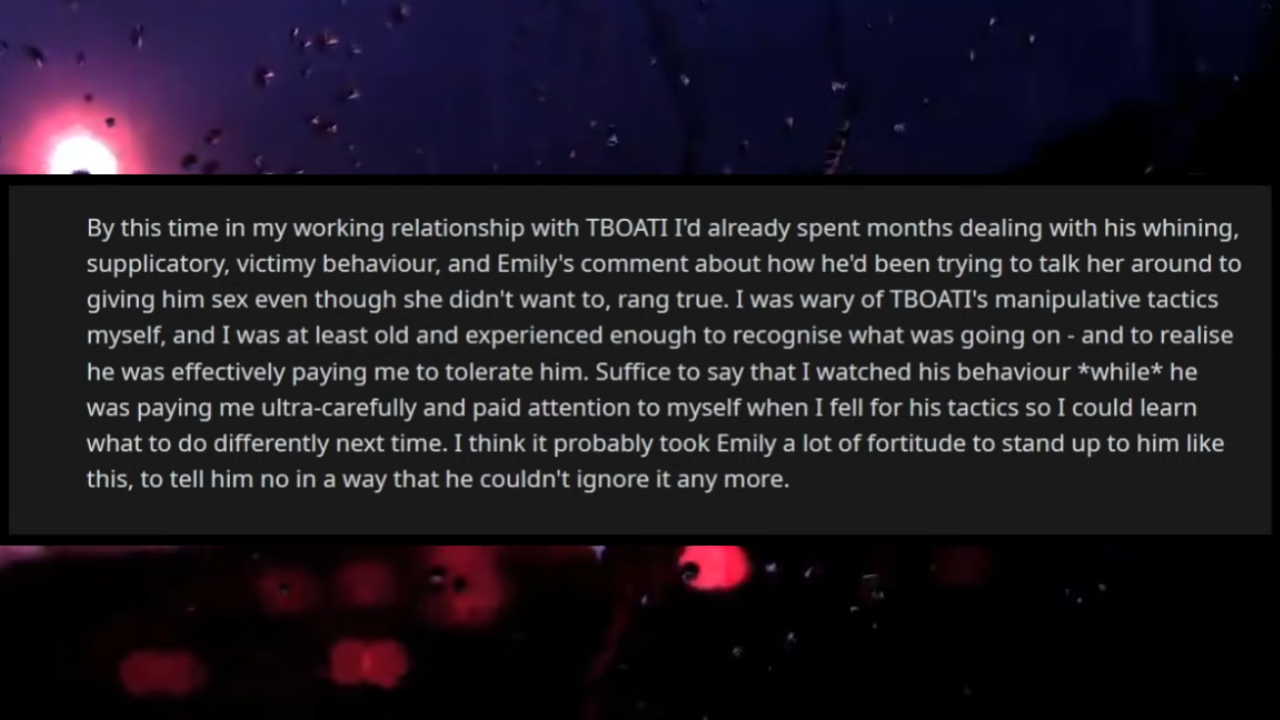 By this time in my working relationship with TBOATI I'd already spent months dealing with his whining,
supplicatory, victimy behaviour, and Emily's comment about how he'd been trying to talk her around to
giving him sex even though she didn't want to, rang true. I was wary of TBOATI's manipulative tactics
myself, and I was at least old and experienced enough to recognise what was going on - and to realise
he was effectively paying me to tolerate him. Suffice to say that I watched his behaviour *while* he
was paying me ultra-carefully and paid attention to myself when I fell for his tactics so I could learn
what to do differently next time. I think it probably took Emily a lot of fortitude to stand up to him like
this, to tell him no in a way that he couldn't ignore it any more.